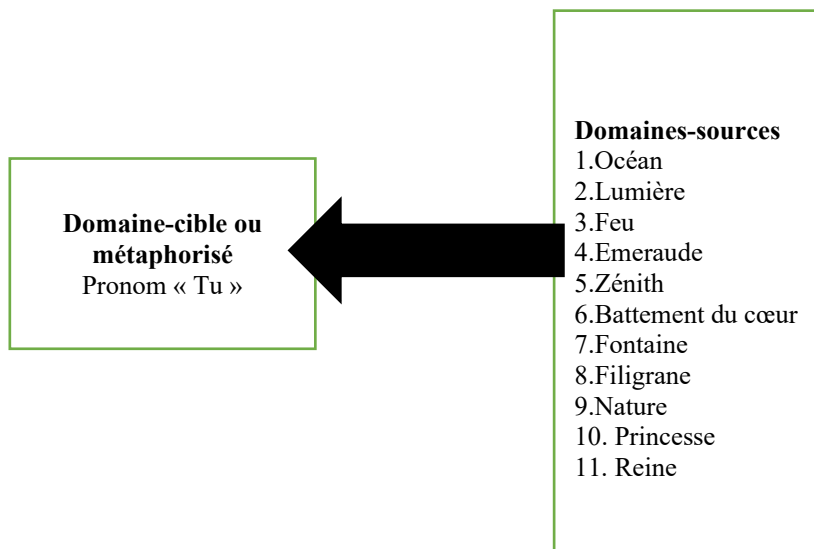 Domaine-cible ou
métaphorisé
Pronom « Tu »
Domaines-sources
1.Océan
2.Lumière
3.Feu
4.Emeraude
5.Zénith
6.Battement du cœur
7.Fontaine
8.Filigrane
9.Nature
10. Princesse
11. Reine